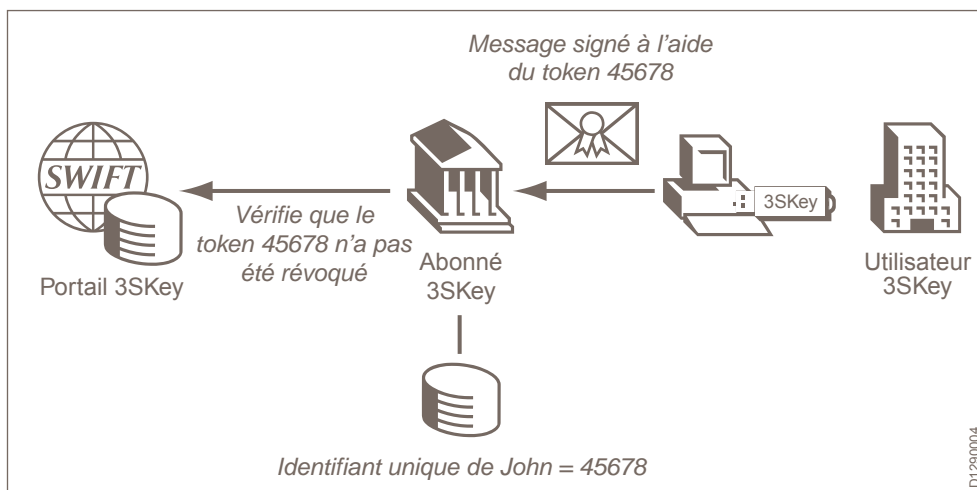 Message signé à l’aide
du token 45678
SWIFT
3SKey
Vérifie que le
token 45678 n’a pas
été révoqué
Portail 3SKey
Abonné
3SKey
Utilisateur
3SKey
Identifiant unique de John = 45678
D1290004